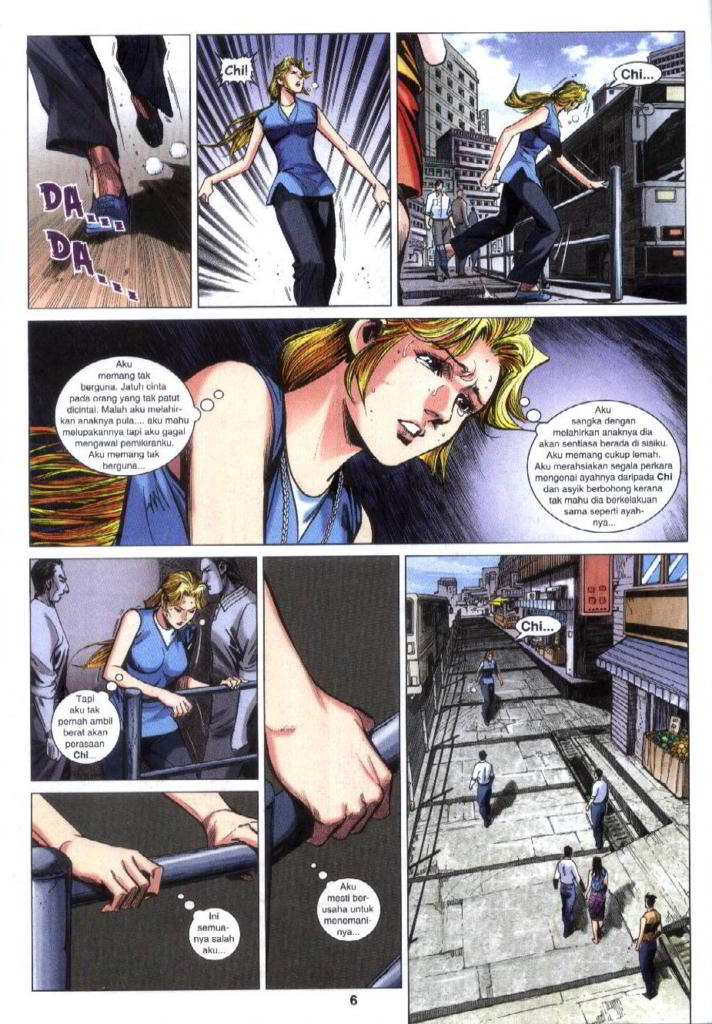 DA...
DA...
Chi!
Chi...
Aku
memang tak
berguna. Jatuh cinta
pada orang yang tak patut
dicintai. Malah aku melahir-
kan anaknya pula.... aku mahu
melupakannya tapi aku gagal
mengawal pemikiranku.
Aku memang tak
berguna...
Aku
sangka dengan
melahirkan anaknya dia
akan sentiasa berada di sisiku.
Aku memang cukup lemah.
Aku merahsiakan segala perkara
mengenai ayahnya daripada Chi
dan asyik berbohong kerana
tak mahu dia berkelakuan
sama seperti ayah-
nya...
Tapi
aku tak
pernah ambil
berat akan
perasaan
Chi...
Ini
semua-
nya salah
aku...
Aku
mesti ber-
usaha untuk
menemani-
nya...
Chi...
6